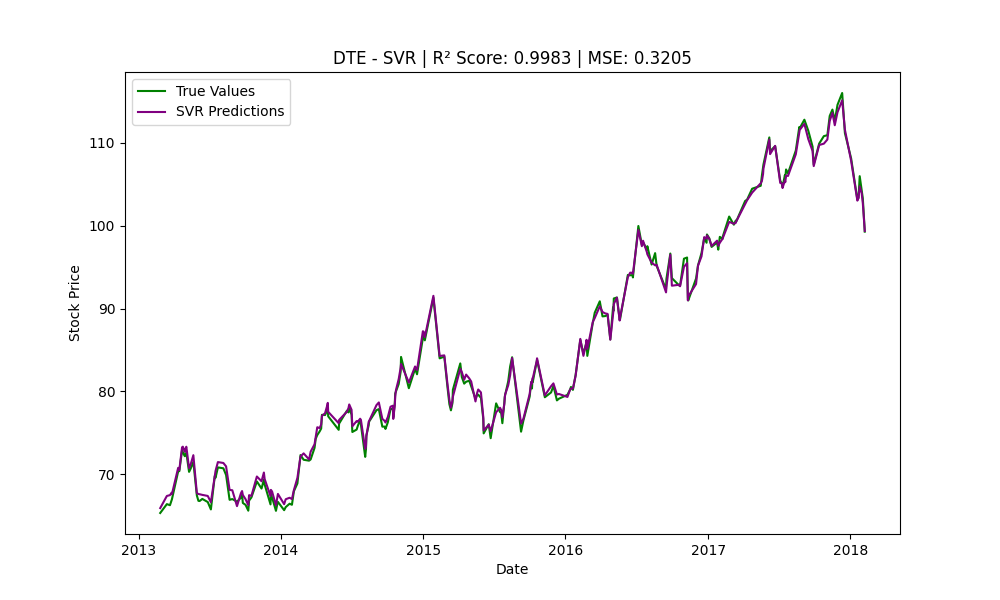 DTE - SVR | R² Score: 0.9983 | MSE: 0.3205
True Values
SVR Predictions
Stock Price
110
100
90
80
70
2013 2014 2015 2016 2017 2018
Date